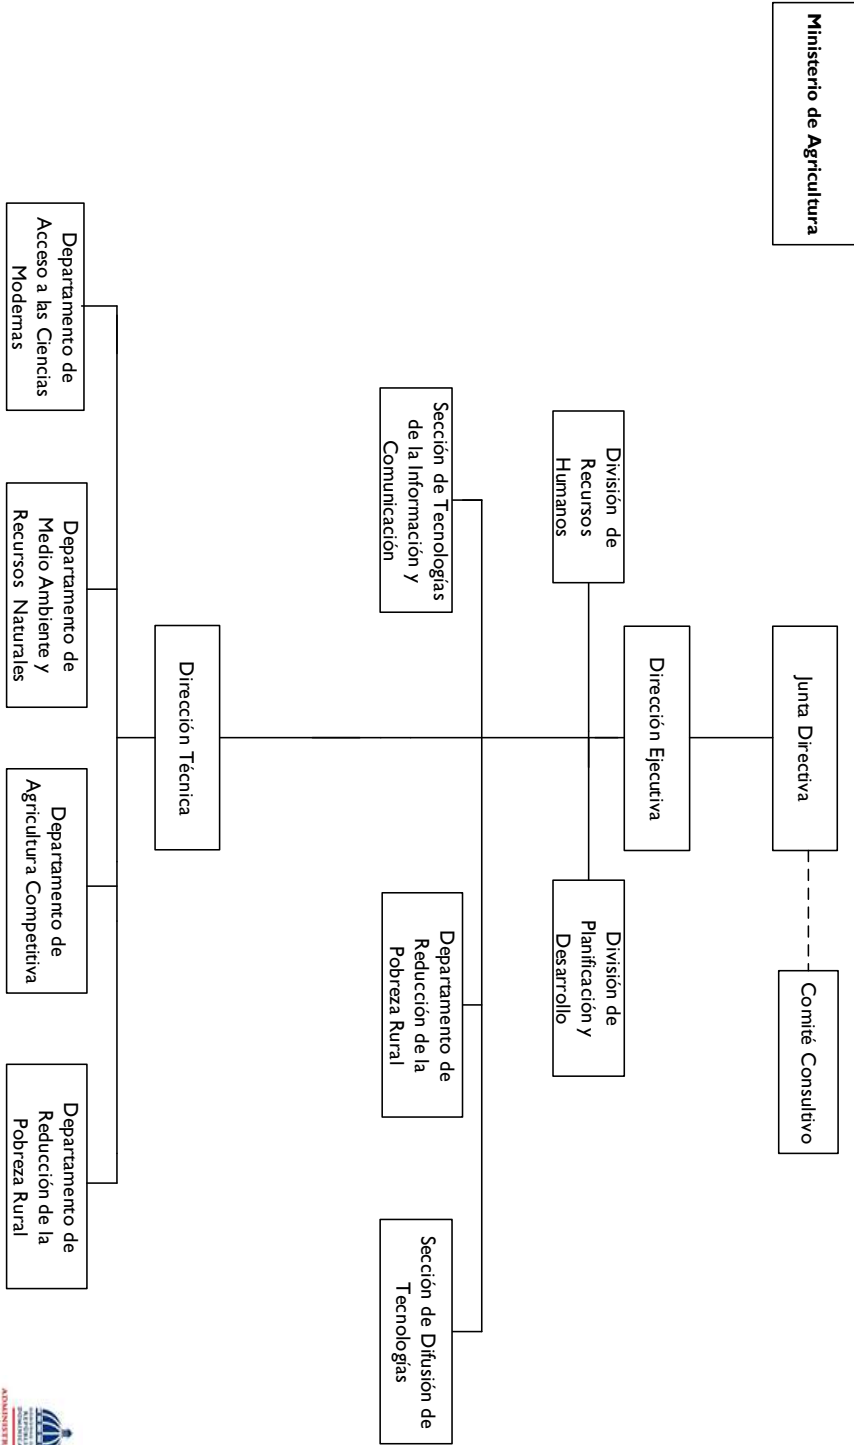 Ministerio de Agricultura
Junta Directiva
Comité Consultivo
Dirección Ejecutiva
División de
Recursos
Humanos
División de
Planificación y
Desarrollo
Sección de Tecnologías
de la Información y
Comunicación
Departamento de
Reducción de la
Pobreza Rural
Sección de Difusión de
Tecnologías
Dirección Técnica
Departamento de
Acceso a las Ciencias
Modernas
Departamento de
Medio Ambiente y
Recursos Naturales
Departamento de
Agricultura Competitiva
Departamento de
Reducción de la
Pobreza Rural